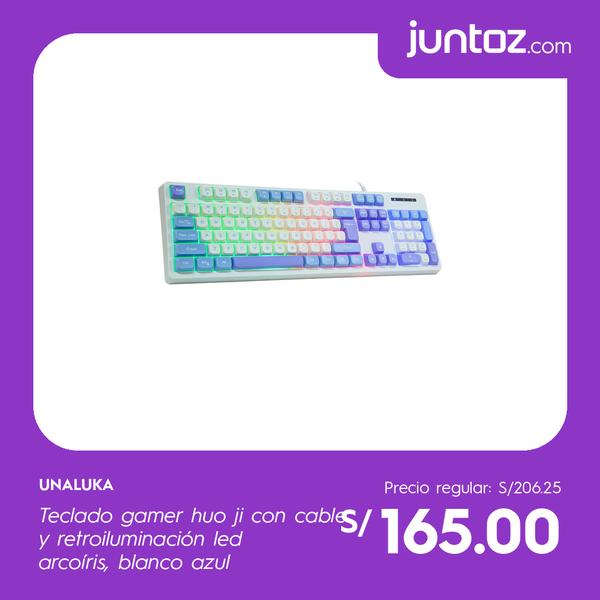 juntoz.com
UNALUKA
Teclado gamer huo ji con cable
y retroiluminación led
arcoíris, blanco azul
Precio regular: S/206.25
S/165.00